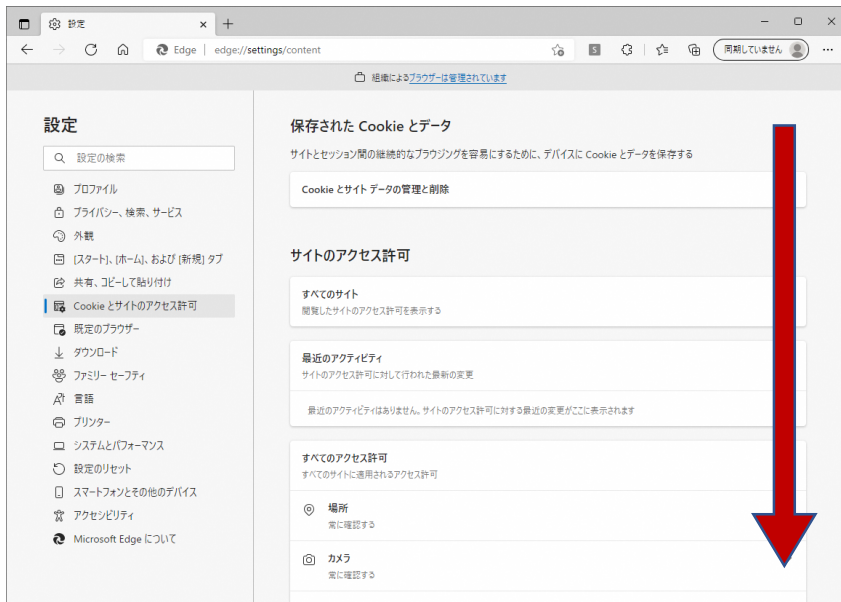 設定
Edge | edge://settings/content
5
同期していません
組織によるブラウザーは管理されています
設定
設定の検索
プロファイル
プライバシー、検索、サービス
外観
[スタート]、[ホーム]、および [新規] タブ
共有、コピーして貼り付け
Cookie とサイトのアクセス許可
既定のブラウザー
ダウンロード
ファミリー セーフティ
言語
プリンター
システムとパフォーマンス
設定のリセット
スマートフォンとその他のデバイス
アクセシビリティ
Microsoft Edge について
保存された Cookie とデータ
サイトとセッション間の継続的なブラウジングを容易にするために、デバイスに Cookie とデータを保存する
Cookie とサイト データの管理と削除
サイトのアクセス許可
すべてのサイト
閲覧したサイトのアクセス許可を表示する
最近のアクティビティ
サイトのアクセス許可に対して行われた最新の変更
最近のアクティビティはありません。サイトのアクセス許可に対する最近の変更がここに表示されます
すべてのアクセス許可
すべてのサイトに適用されるアクセス許可
場所
常に確認する
カメラ
常に確認する